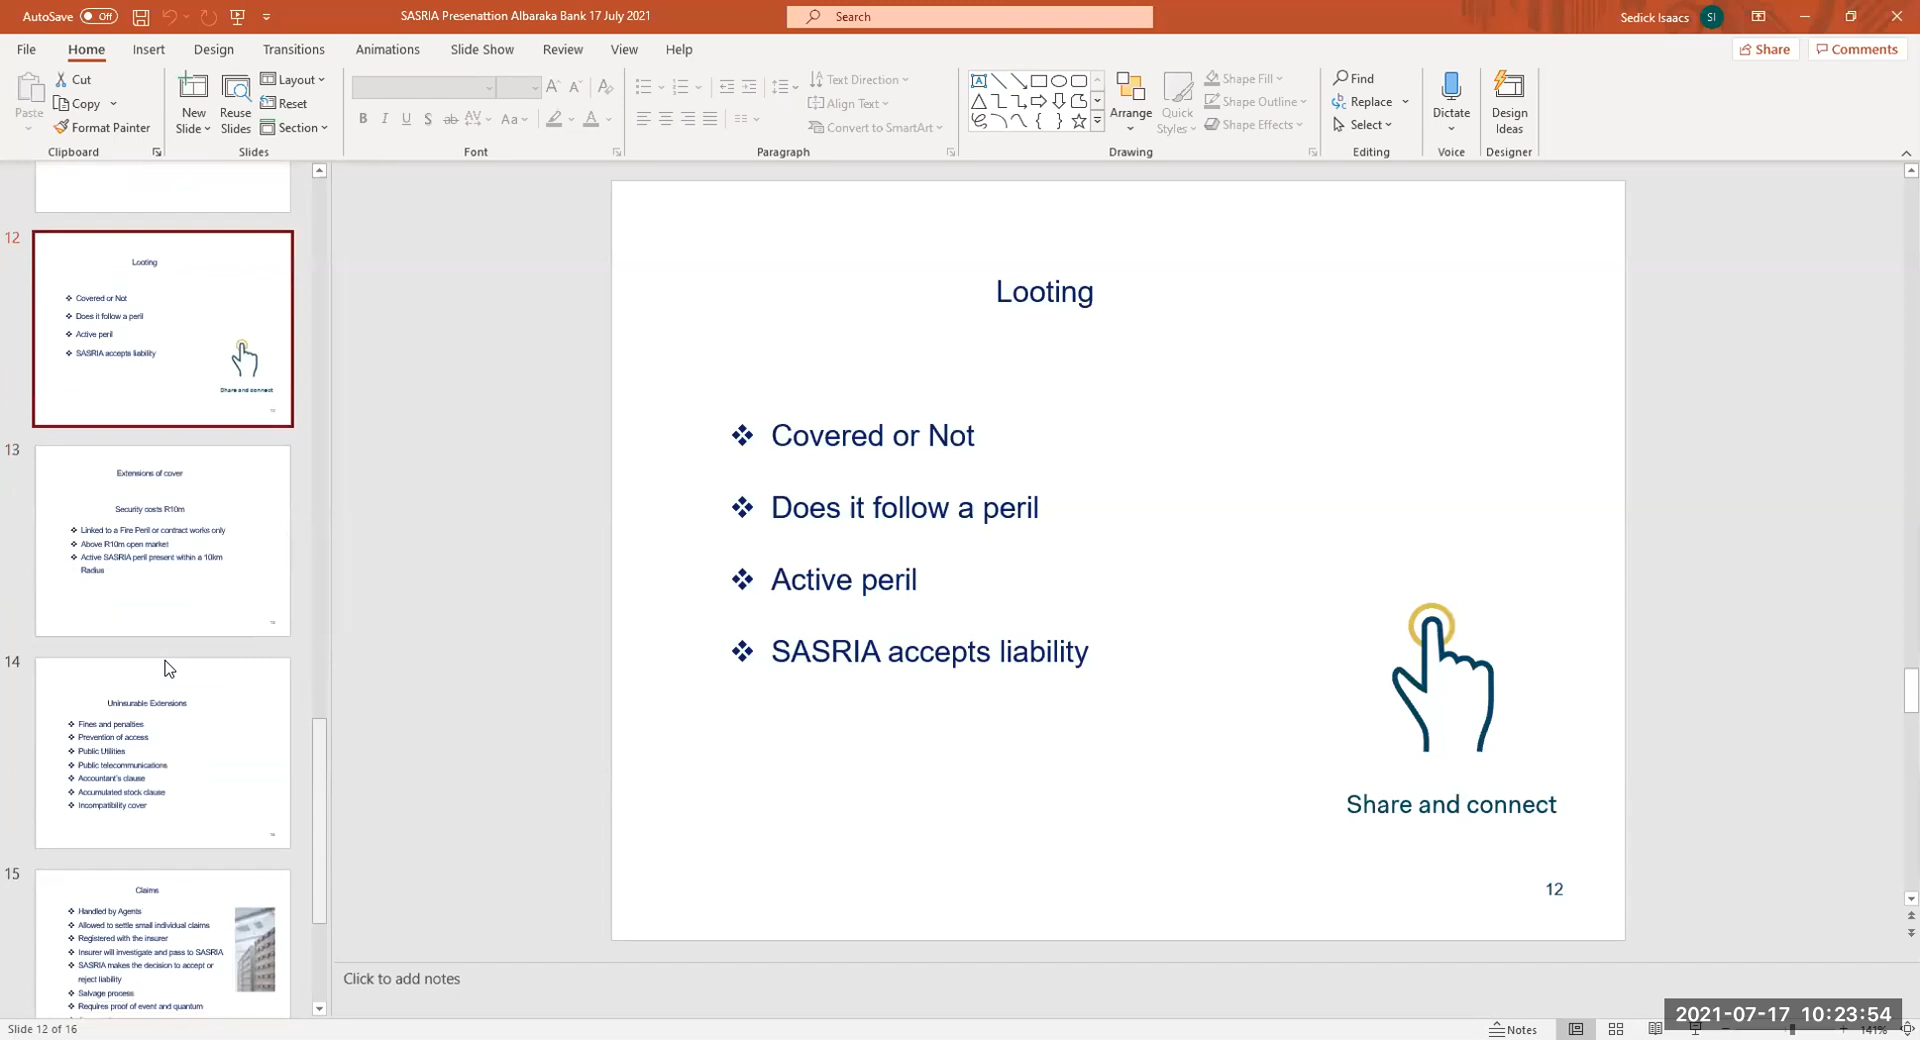 AutoSave Off SASRIA Presenattion Albaraka Bank 17 July 2021 Search Sedick Isaacs SI
File Home Insert Design Transitions Animations Slide Show Review View Help Share Comments
Paste Cut Copy Format Painter
Clipboard
New Slide Reuse Slides Layout Reset Section
Slides
B I U S ab AV Aa A
Font
Text Direction
Align Text
Convert to SmartArt
Paragraph
Arrange Quick Styles Shape Fill Shape Outline Shape Effects
Drawing
Find
Replace
Select
Editing
Dictate
Voice
Design Ideas
Designer
12
Looting
Covered or Not
Does it follow a peril
Active peril
SASRIA accepts liability
Share and connect
13
Extensions of cover
Security costs R10m
Linked to a Fire Peril or contract works only
Above R10m open market
Active SASRIA peril present within a 10km
Radius
14
Uninsurable Extensions
Fines and penalties
Prevention of access
Public Utilities
Public telecommunications
Accountant's clause
Accumulated stock clause
Incompatibility cover
15
Claims
Handled by Agents
Allowed to settle small individual claims
Registered with the insurer
Insurer will investigate and pass to SASRIA
SASRIA makes the decision to accept or
reject liability
Salvage process
Requires proof of event and quantum
Looting
Covered or Not
Does it follow a peril
Active peril
SASRIA accepts liability
Share and connect
12
Click to add notes
Slide 12 of 16
Notes
141%
2021-07-17 10:23:54